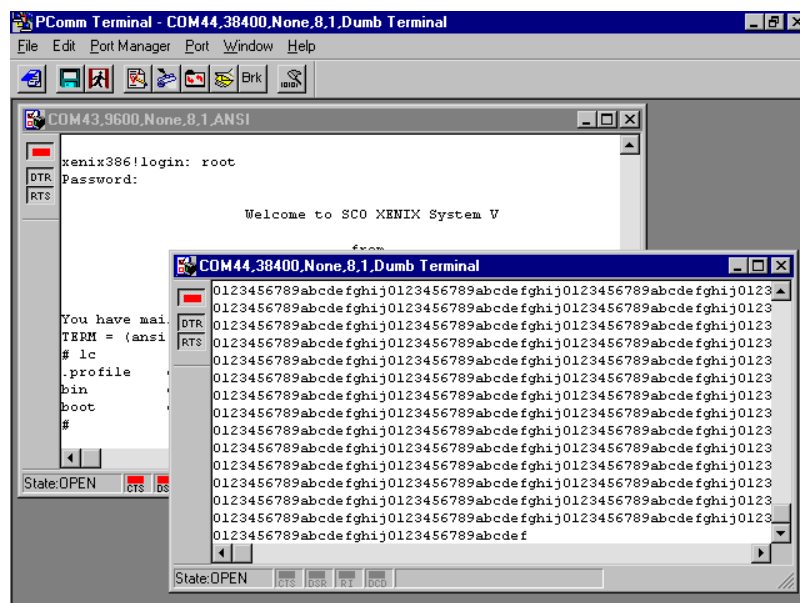 PComm Terminal - COM44,38400,None,8,1,Dumb Terminal
File Edit Port Manager Port Window Help
Brk
COM43,9600,None,8,1,ANSI
DTR
RTS
xenix386!login: root
Password:
Welcome to SCO XENIX System V
from
You have mai
TERM = (ansi
# lc
.profile
bin
boot
#
State:OPEN CTS DS
COM44,38400,None,8,1,Dumb Terminal
DTR
RTS
0123456789abcdefghij0123456789abcdefghij0123456789abcdefghij0123
0123456789abcdefghij0123456789abcdefghij0123456789abcdefghij0123
0123456789abcdefghij0123456789abcdefghij0123456789abcdefghij0123
0123456789abcdefghij0123456789abcdefghij0123456789abcdefghij0123
0123456789abcdefghij0123456789abcdefghij0123456789abcdefghij0123
0123456789abcdefghij0123456789abcdefghij0123456789abcdefghij0123
0123456789abcdefghij0123456789abcdefghij0123456789abcdefghij0123
0123456789abcdefghij0123456789abcdefghij0123456789abcdefghij0123
0123456789abcdefghij0123456789abcdefghij0123456789abcdefghij0123
0123456789abcdefghij0123456789abcdefghij0123456789abcdefghij0123
0123456789abcdefghij0123456789abcdefghij0123456789abcdefghij0123
0123456789abcdefghij0123456789abcdefghij0123456789abcdefghij0123
0123456789abcdefghij0123456789abcdefghij0123456789abcdefghij0123
0123456789abcdefghij0123456789abcdefghij0123456789abcdefghij0123
0123456789abcdefghij0123456789abcdef
State:OPEN CTS DSR RI DCD